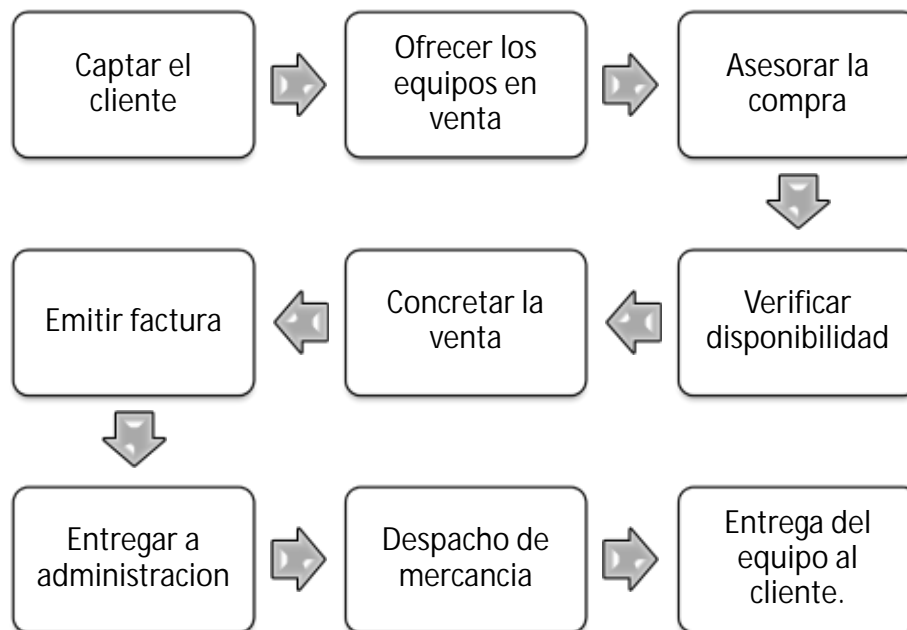 Captar el
cliente
Ofrecer los
equipos en
venta
Asesorar la
compra
Verificar
disponibilidad
Concretar la
venta
Emitir factura
Entregar a
administracion
Despacho de
mercancia
Entrega del
equipo al
cliente.